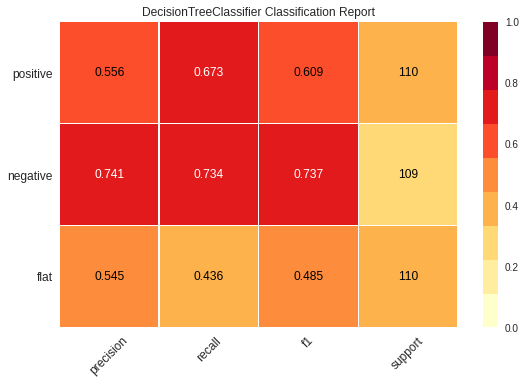 DecisionTreeClassifier Classification Report
positive 0.556 0.673 0.609 110
negative 0.741 0.734 0.737 109
flat 0.545 0.436 0.485 110
precision recall f1 support
1.0
0.8
0.6
0.4
0.2
0.0